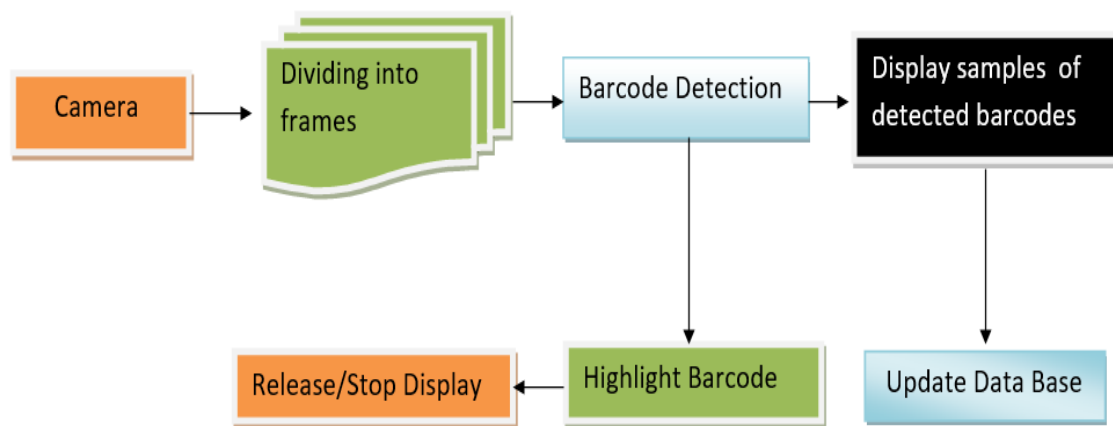 Camera
Dividing into
frames
Barcode Detection
Display samples of
detected barcodes
Release/Stop Display
Highlight Barcode
Update Data Base